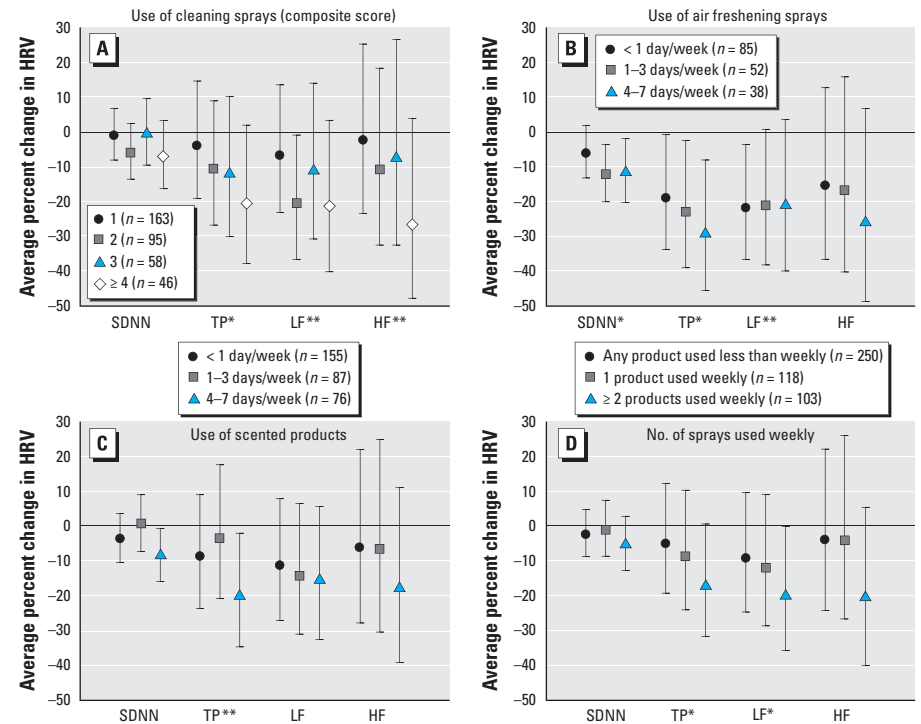 Use of cleaning sprays (composite score)
Average percent change in HRV
30
20
10
0
–10
–20
–30
–40
–50
A
1 (n = 163)
2 (n = 95)
3 (n = 58)
≥ 4 (n = 46)
SDNN TP* LF** HF**
Use of air freshening sprays
Average percent change in HRV
30
20
10
0
–10
–20
–30
–40
–50
B
< 1 day/week (n = 85)
1–3 days/week (n = 52)
4–7 days/week (n = 38)
SDNN* TP* LF** HF
< 1 day/week (n = 155)
1–3 days/week (n = 87)
4–7 days/week (n = 76)
Average percent change in HRV
30
20
10
0
–10
–20
–30
–40
–50
C
Use of scented products
SDNN TP** LF HF
Any product used less than weekly (n = 250)
1 product used weekly (n = 118)
≥ 2 products used weekly (n = 103)
Average percent change in HRV
30
20
10
0
–10
–20
–30
–40
–50
D
No. of sprays used weekly
SDNN TP* LF* HF